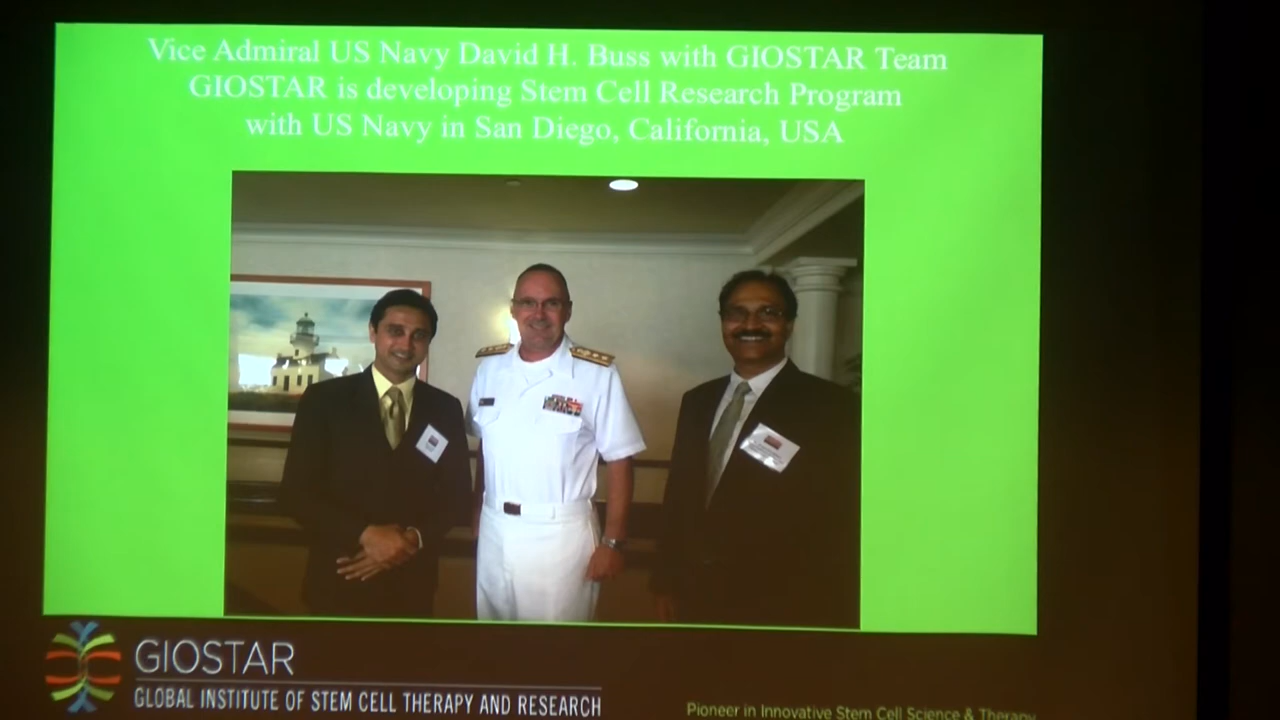 Vice Admiral US Navy David H. Buss with GIOSTAR Team
GIOSTAR is developing Stem Cell Research Program
with US Navy in San Diego, California, USA
GIOSTAR
GLOBAL INSTITUTE OF STEM CELL THERAPY AND RESEARCH
Pioneer in Innovative Stem Cell Science & Therapy